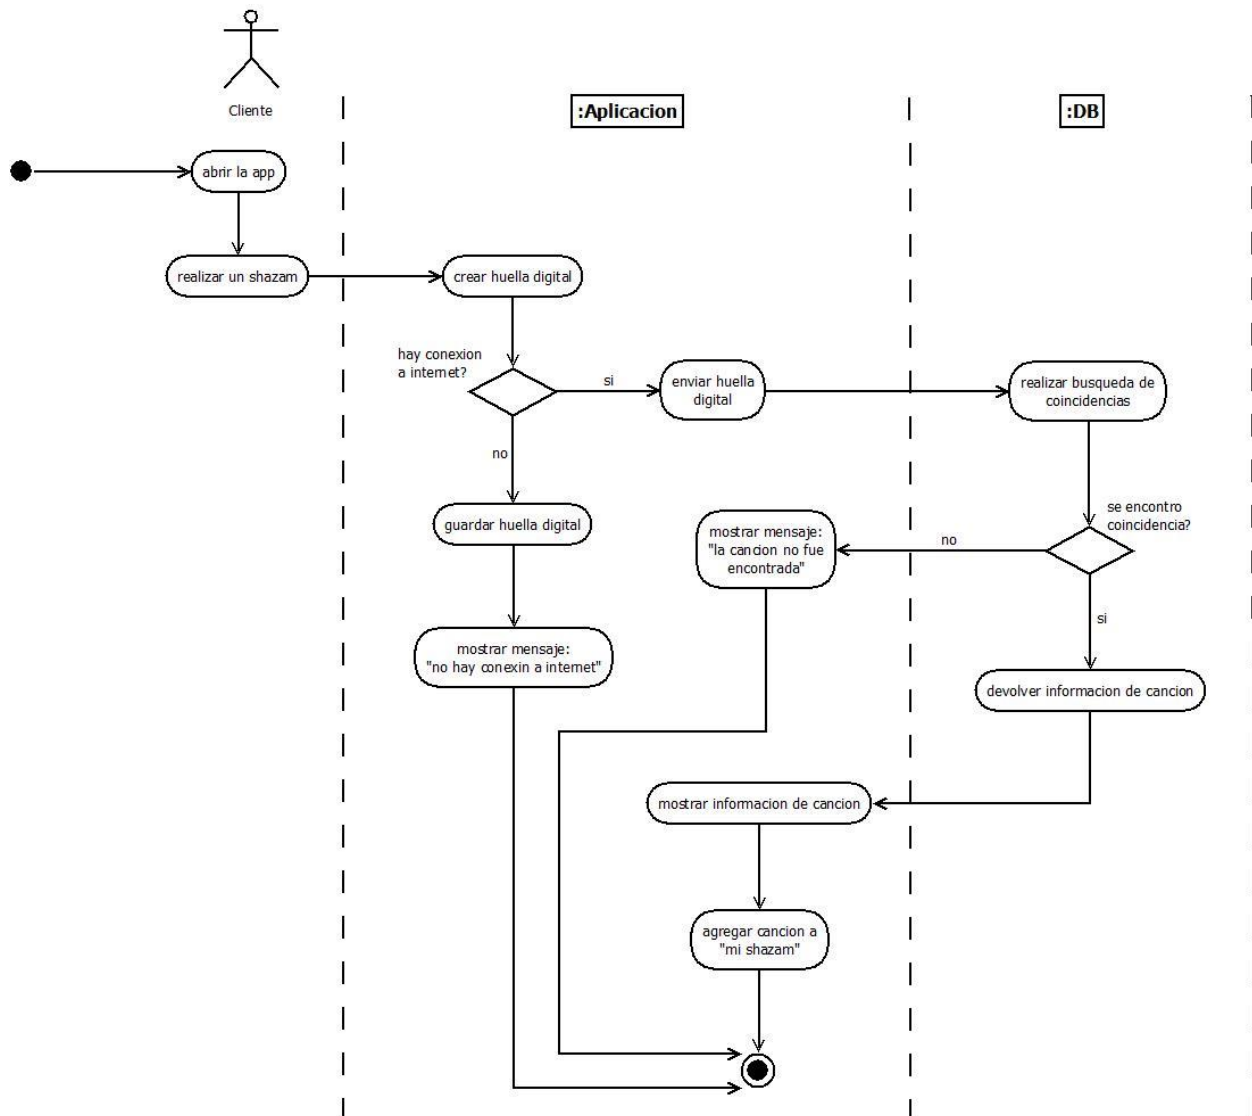 Cliente
:Aplicacion
:DB
abrir la app
realizar un shazam
crear huella digital
hay conexion
a internet?
si
enviar huella
digital
realizar busqueda de
coincidencias
no
guardar huella digital
mostrar mensaje:
"la cancion no fue
encontrada"
no
se encontro
coincidencia?
si
mostrar mensaje:
"no hay conexin a internet"
devolver informacion de cancion
mostrar informacion de cancion
agregar cancion a
"mi shazam"